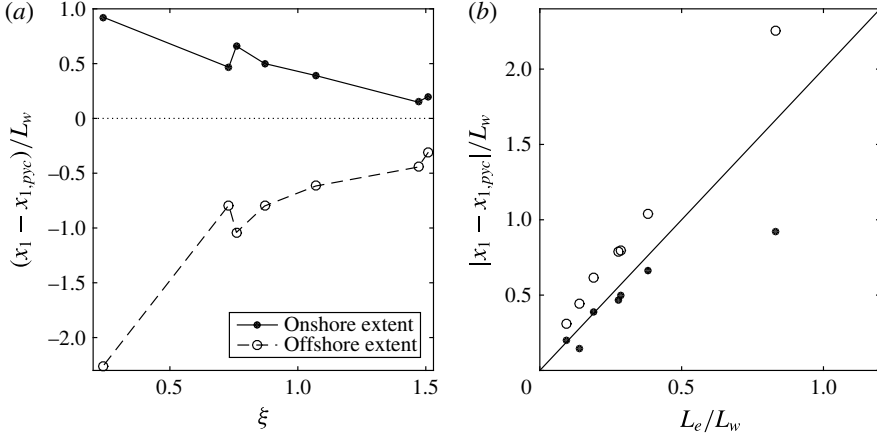 (a)
1.0
0.5
0
−0.5
−1.0
−1.5
−2.0
(x1 − x1,pyc)/Lw
Onshore extent
Offshore extent
0.5
1.0
1.5
ξ
(b)
2.0
1.5
1.0
0.5
|x1 − x1,pyc|/Lw
0
0.5
1.0
Le/Lw